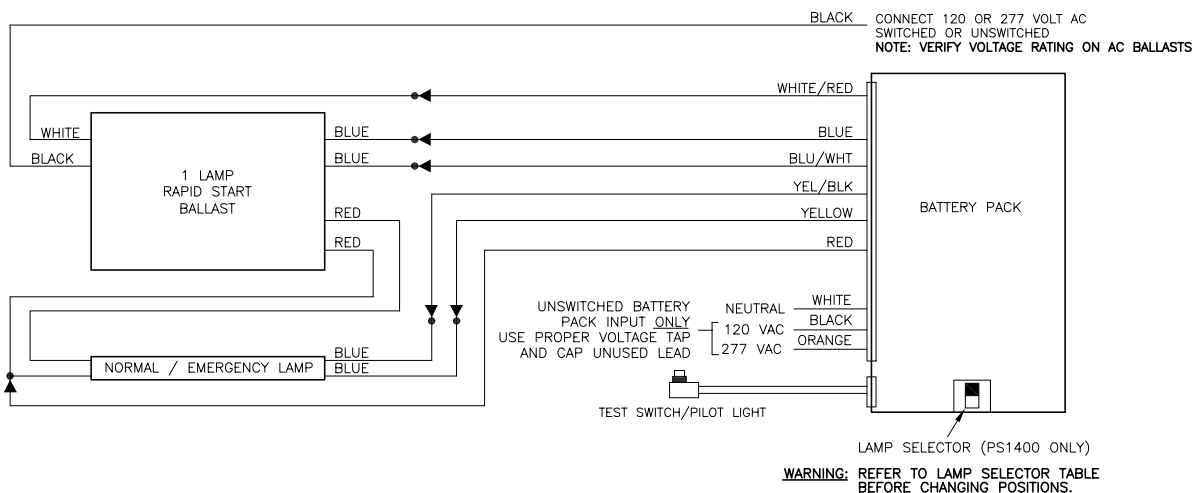 BLACK
CONNECT 120 OR 277 VOLT AC
SWITCHED OR UNSWITCHED
NOTE: VERIFY VOLTAGE RATING ON AC BALLASTS
WHITE/RED
WHITE
BLACK
1 LAMP
RAPID START
BALLAST
BLUE
BLUE
BLUE
BLU/WHT
YEL/BLK
YELLOW
RED
RED
RED
BATTERY PACK
UNSWITCHED BATTERY
PACK INPUT ONLY
USE PROPER VOLTAGE TAP
AND CAP UNUSED LEAD
NEUTRAL
WHITE
120 VAC
BLACK
277 VAC
ORANGE
NORMAL / EMERGENCY LAMP
BLUE
BLUE
TEST SWITCH/PILOT LIGHT
LAMP SELECTOR (PS1400 ONLY)
WARNING: REFER TO LAMP SELECTOR TABLE
BEFORE CHANGING POSITIONS.